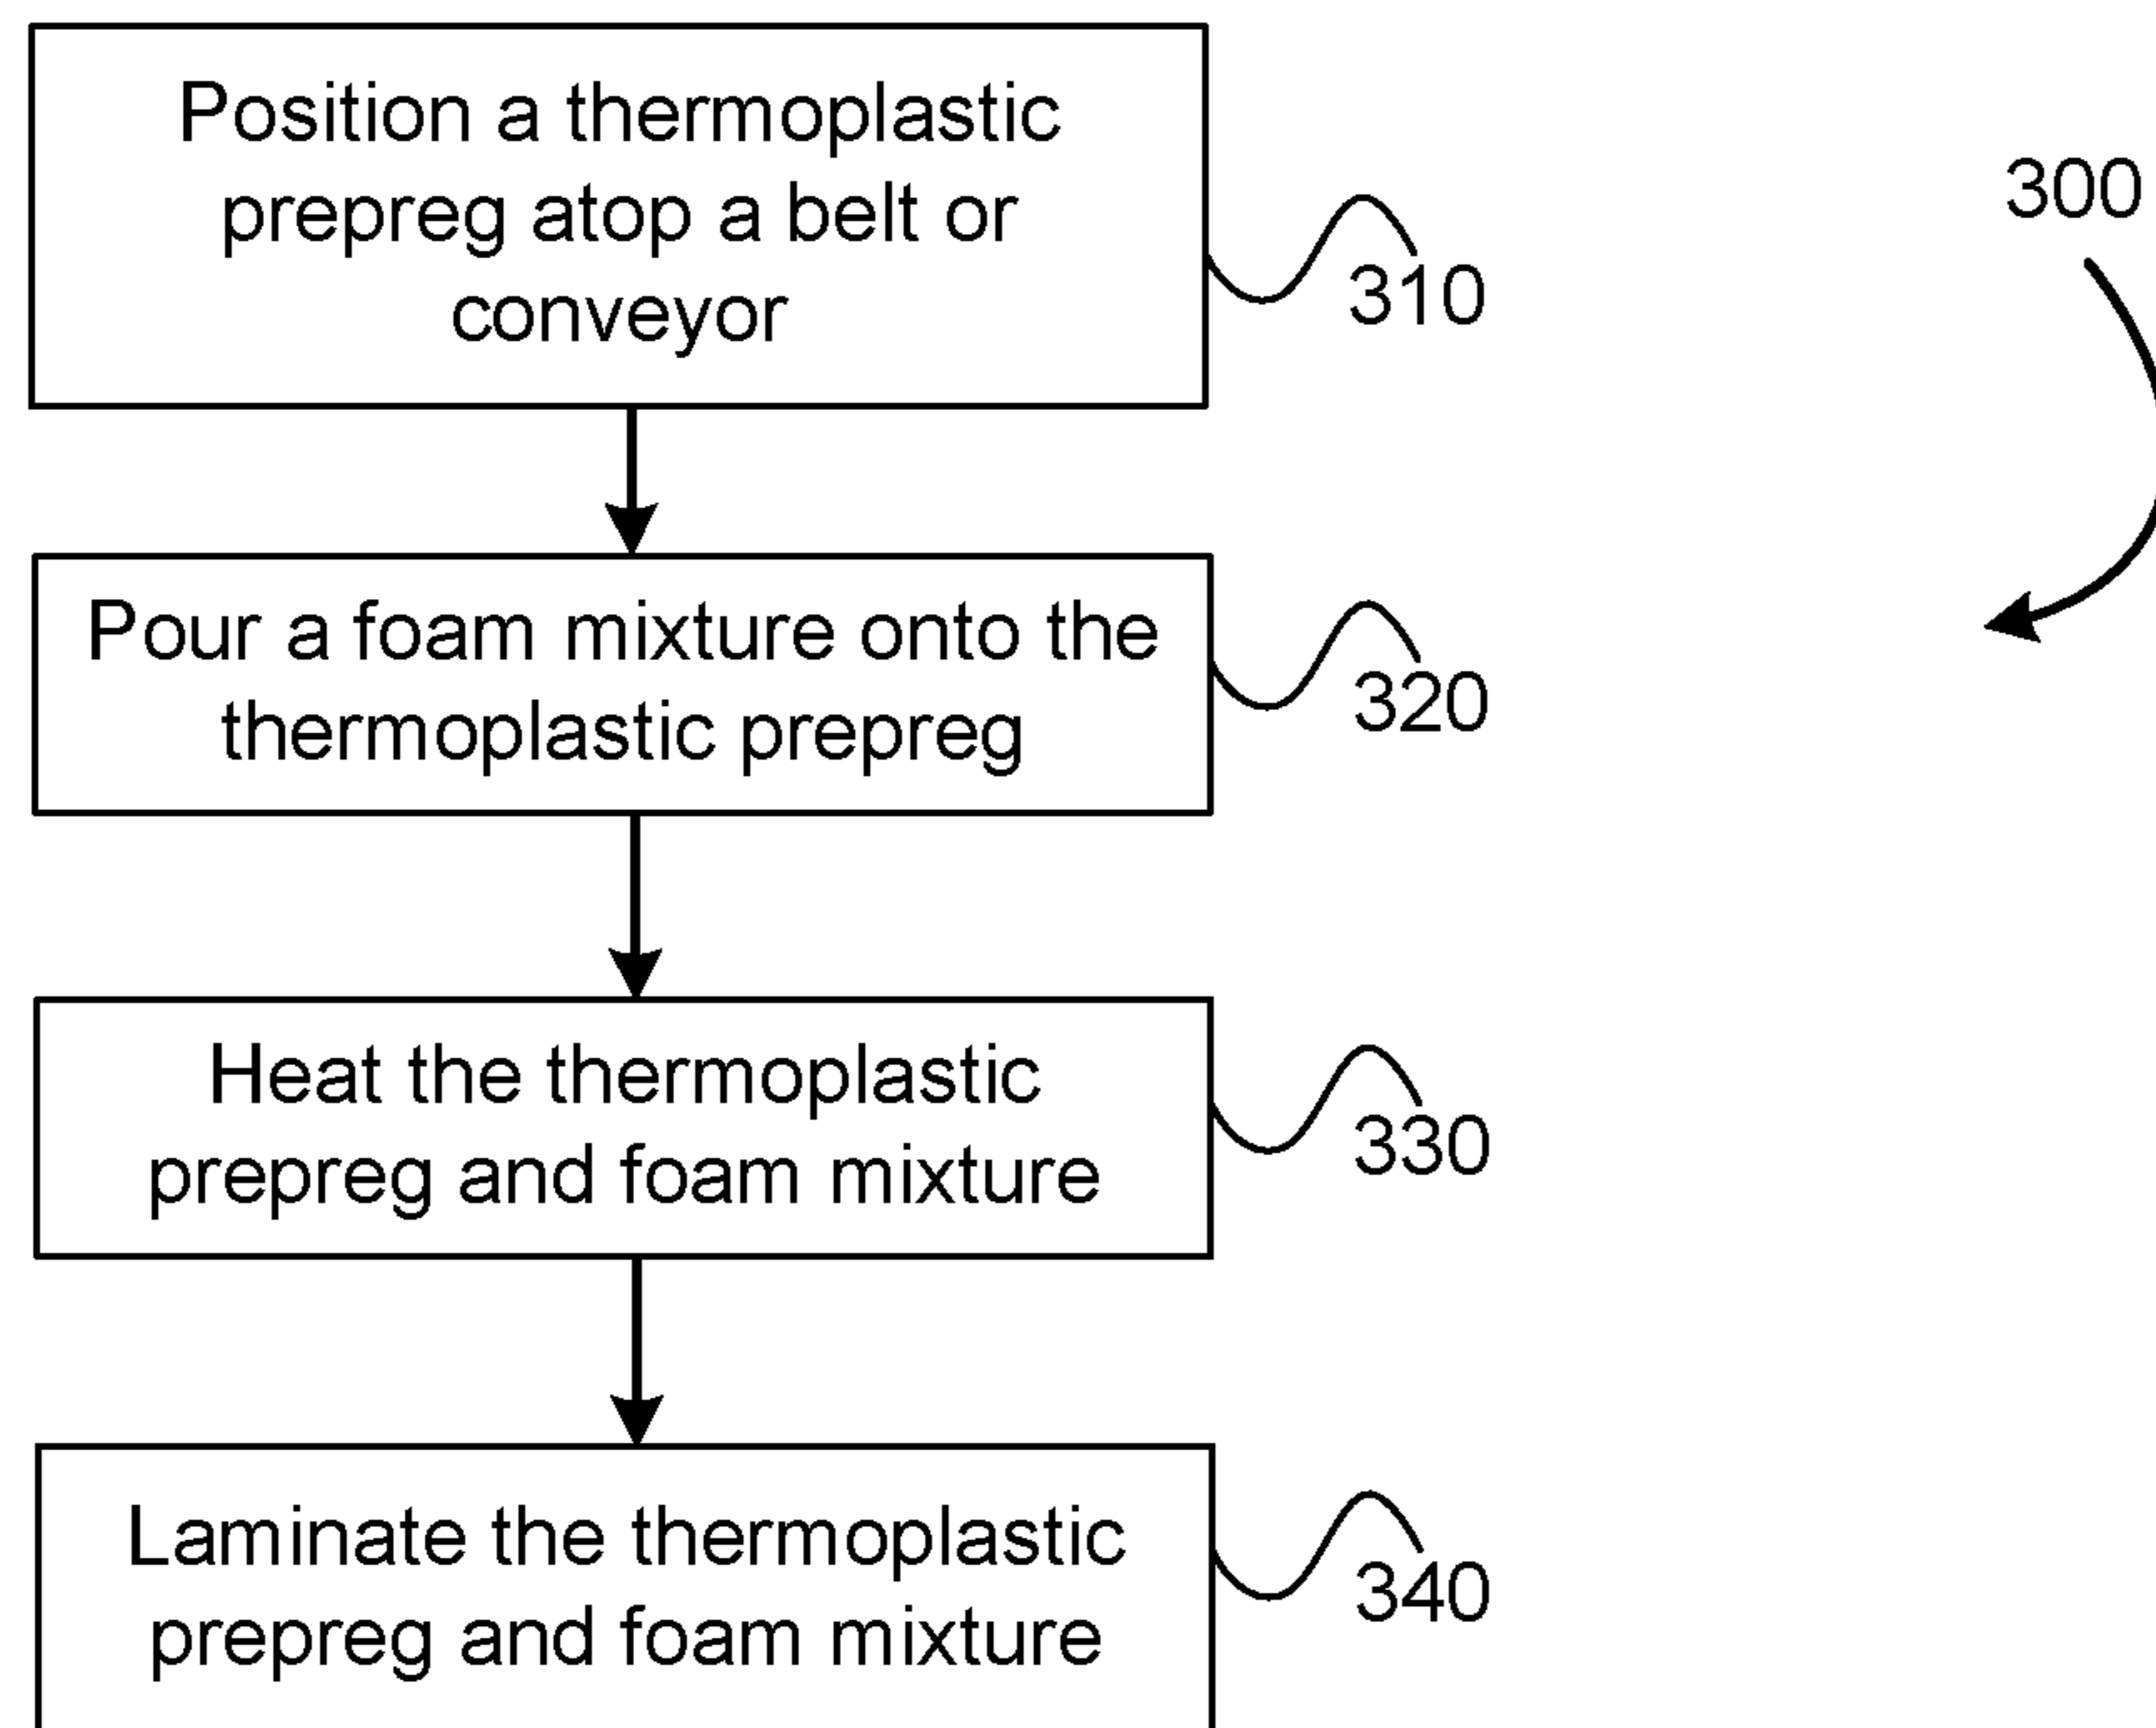 Position a thermoplastic
prepreg atop a belt or
conveyor
310
300
Pour a foam mixture onto the
thermoplastic prepreg
320
Heat the thermoplastic
prepreg and foam mixture
330
Laminate the thermoplastic
prepreg and foam mixture
340